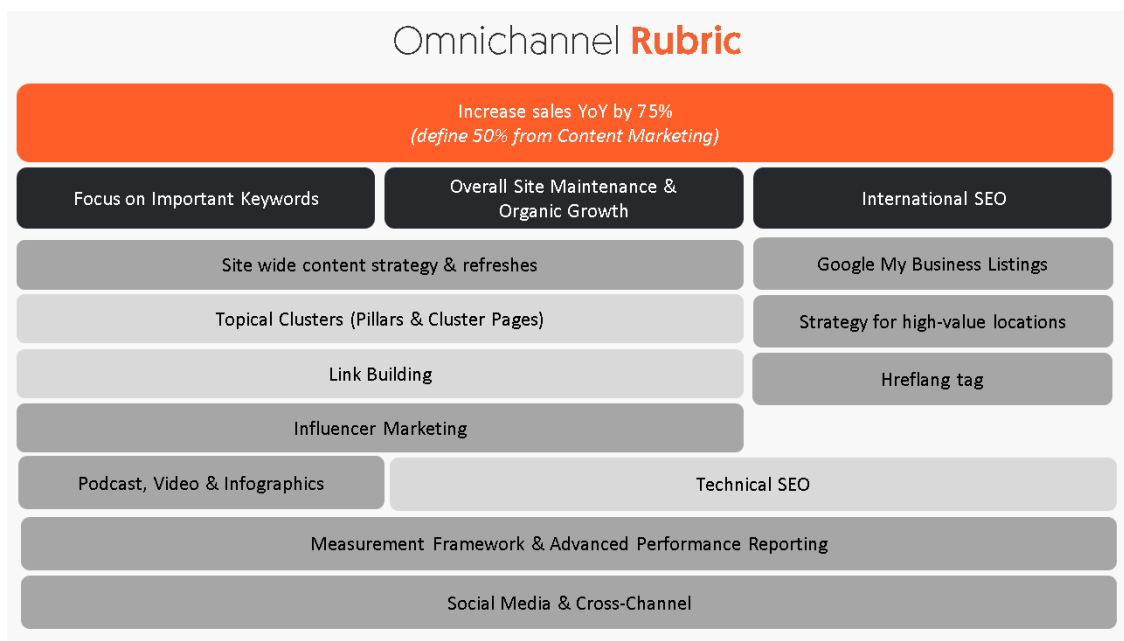 Omnichannel Rubric
Increase sales YoY by 75%
(define 50% from Content Marketing)
Focus on Important Keywords
Overall Site Maintenance &
Organic Growth
International SEO
Site wide content strategy & refreshes
Google My Business Listings
Topical Clusters (Pillars & Cluster Pages)
Strategy for high-value locations
Link Building
Hreflang tag
Influencer Marketing
Podcast, Video & Infographics
Technical SEO
Measurement Framework & Advanced Performance Reporting
Social Media & Cross-Channel